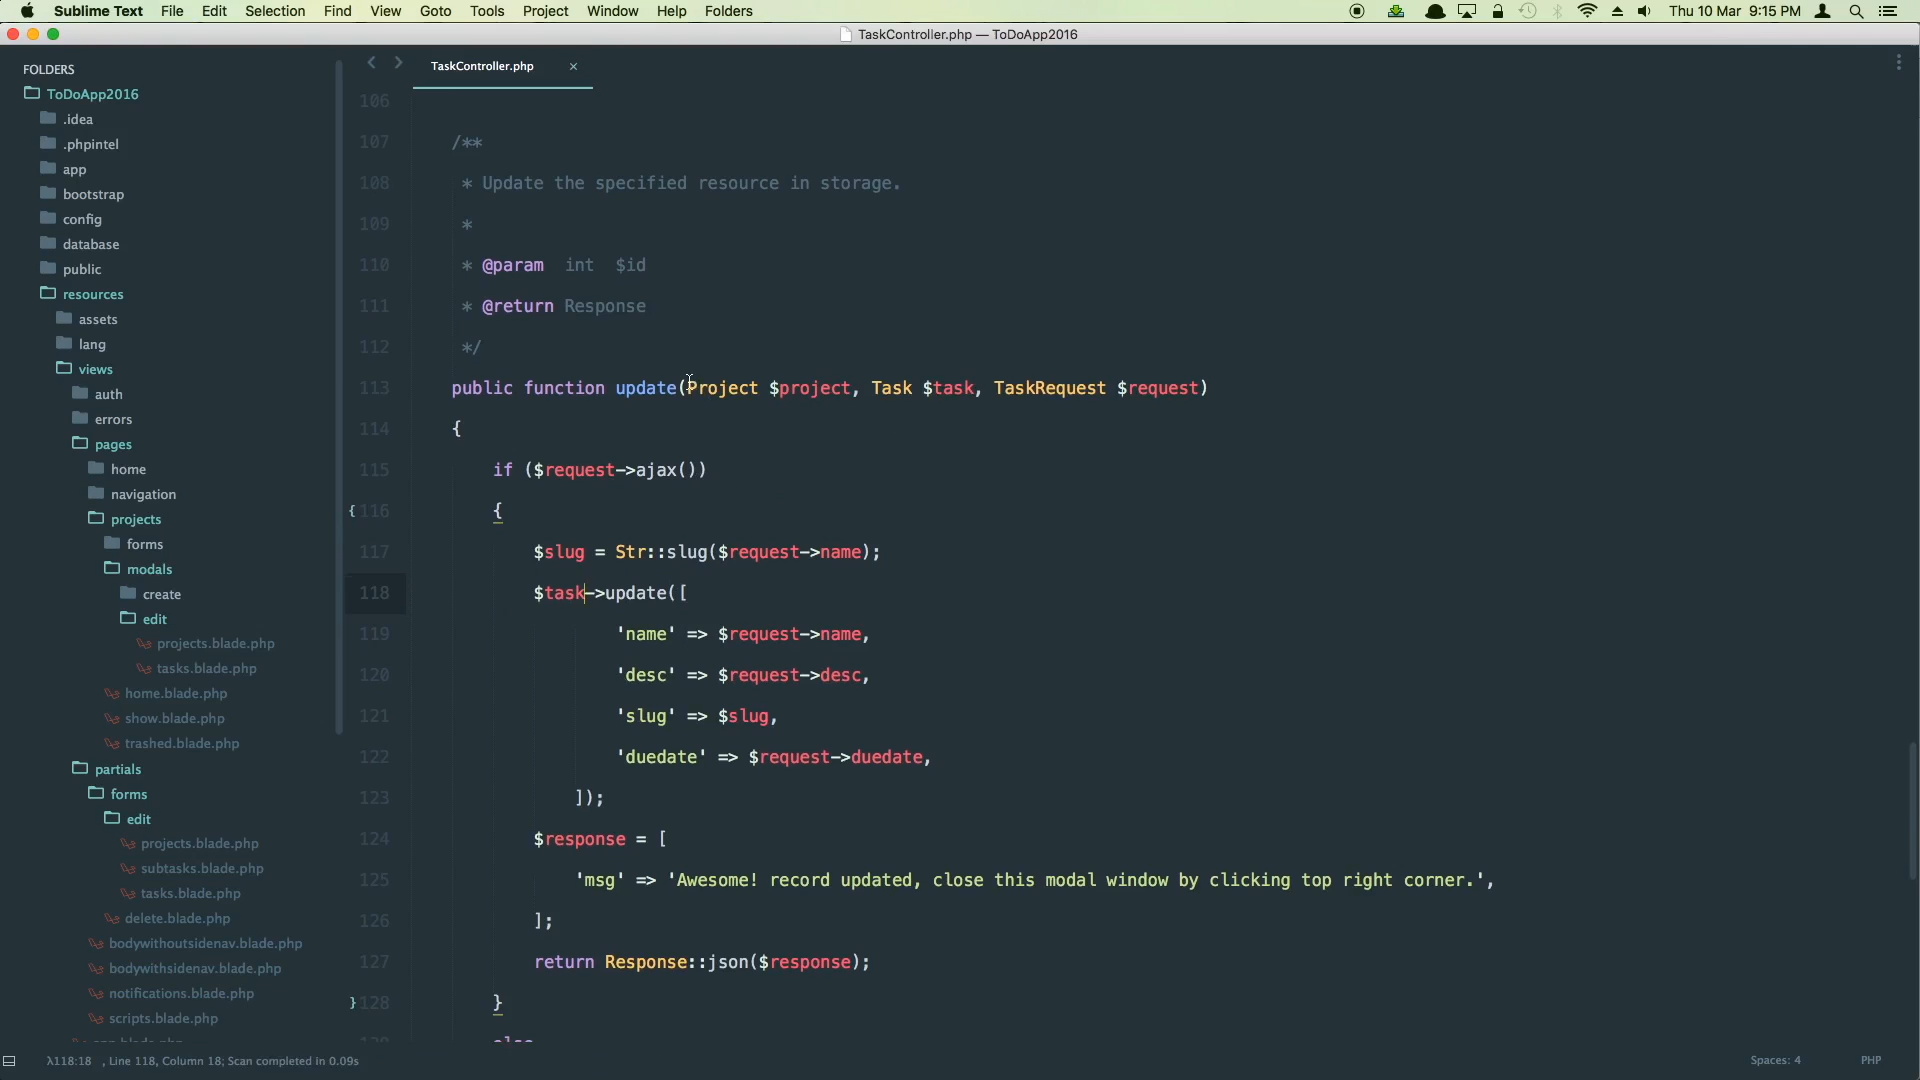 Sublime Text File Edit Selection Find View Goto Tools Project Window Help Folders Thu 10 Mar 9:15 PM
TaskController.php — ToDoApp2016
FOLDERS
ToDoApp2016
.idea
.phpintel
app
bootstrap
config
database
public
resources
assets
lang
views
auth
errors
pages
home
navigation
projects
forms
modals
create
edit
projects.blade.php
tasks.blade.php
home.blade.php
show.blade.php
trashed.blade.php
partials
forms
edit
projects.blade.php
subtasks.blade.php
tasks.blade.php
delete.blade.php
bodywithoutsidenav.blade.php
bodywithsidenav.blade.php
notifications.blade.php
scripts.blade.php
TaskController.php ×
106
107 /**
108 * Update the specified resource in storage.
109 *
110 * @param int $id
111 * @return Response
112 */
113 public function update(Project $project, Task $task, TaskRequest $request)
114 {
115 if ($request->ajax())
{116 {
117 $slug = Str::slug($request->name);
118 $task->update([
119 'name' => $request->name,
120 'desc' => $request->desc,
121 'slug' => $slug,
122 'duedate' => $request->duedate,
123 ]);
124 $response = [
125 'msg' => 'Awesome! record updated, close this modal window by clicking top right corner.',
126 ];
127 return Response::json($response);
}128 }
else
λ118:18 , Line 118, Column 18; Scan completed in 0.09s Spaces: 4 PHP